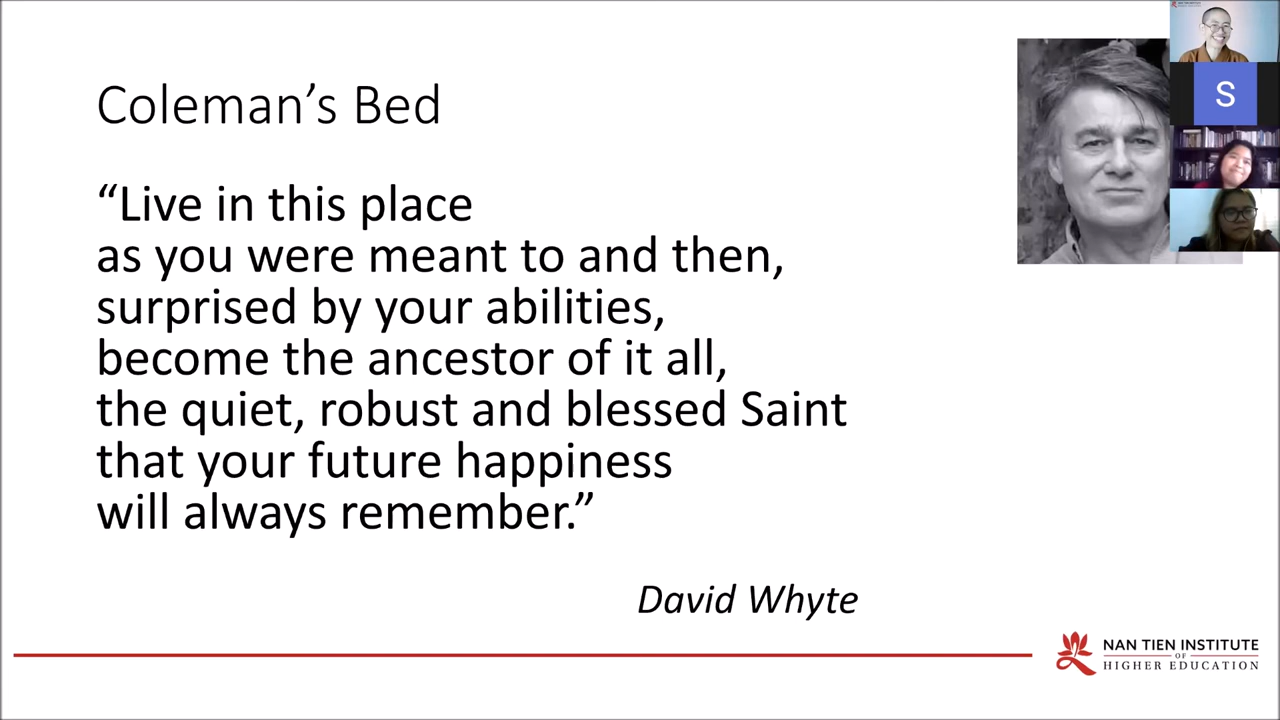 Coleman’s Bed
“Live in this place
as you were meant to and then,
surprised by your abilities,
become the ancestor of it all,
the quiet, robust and blessed Saint
that your future happiness
will always remember.”
David Whyte
S
NAN TIEN INSTITUTE
OF
HIGHER EDUCATION